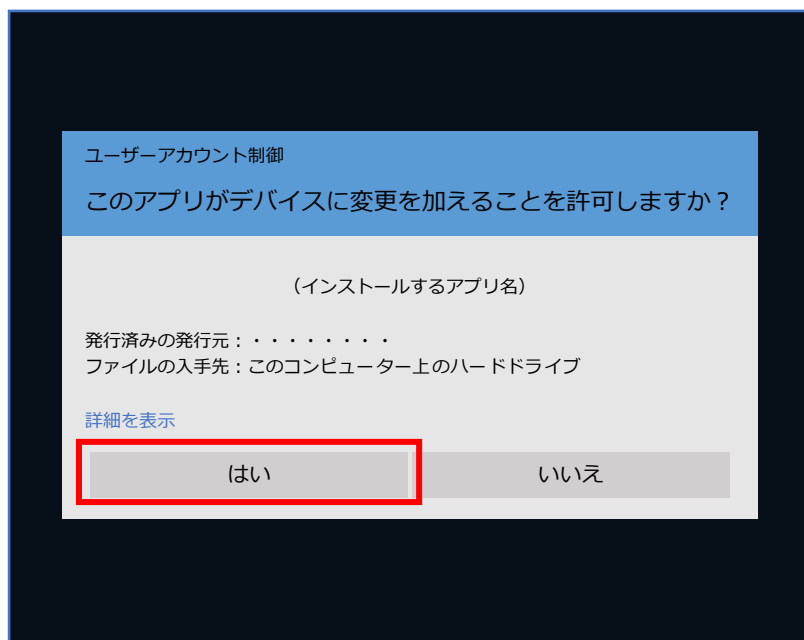 ユーザーアカウント制御
このアプリがデバイスに変更を加えることを許可しますか？
（インストールするアプリ名）
発行済みの発行元：・・・・・・・・
ファイルの入手先：このコンピューター上のハードドライブ
詳細を表示
はい
いいえ